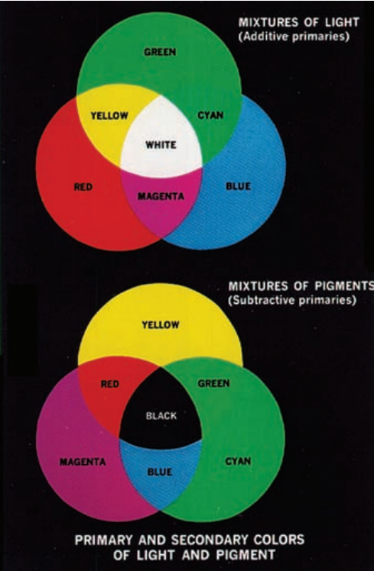 MIXTURES OF LIGHT
(Additive primaries)
GREEN
YELLOW
CYAN
WHITE
RED
BLUE
MAGENTA
MIXTURES OF PIGMENTS
(Subtractive primaries)
YELLOW
RED
GREEN
BLACK
MAGENTA
CYAN
BLUE
PRIMARY AND SECONDARY COLORS
OF LIGHT AND PIGMENT